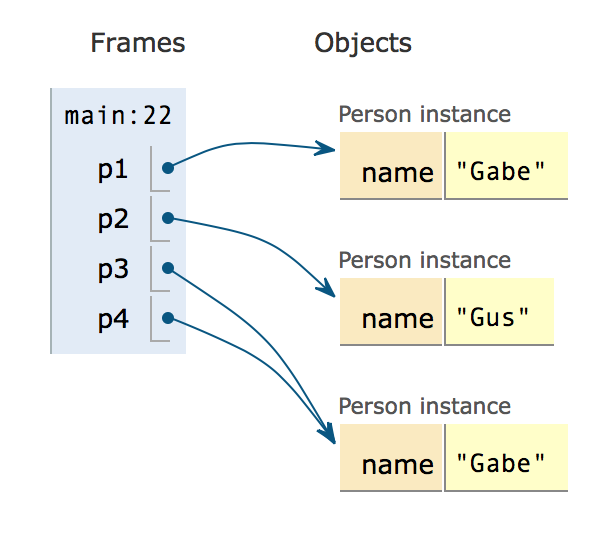 Frames
Objects
main:22
p1
p2
p3
p4
Person instance
name "Gabe"
Person instance
name "Gus"
Person instance
name "Gabe"